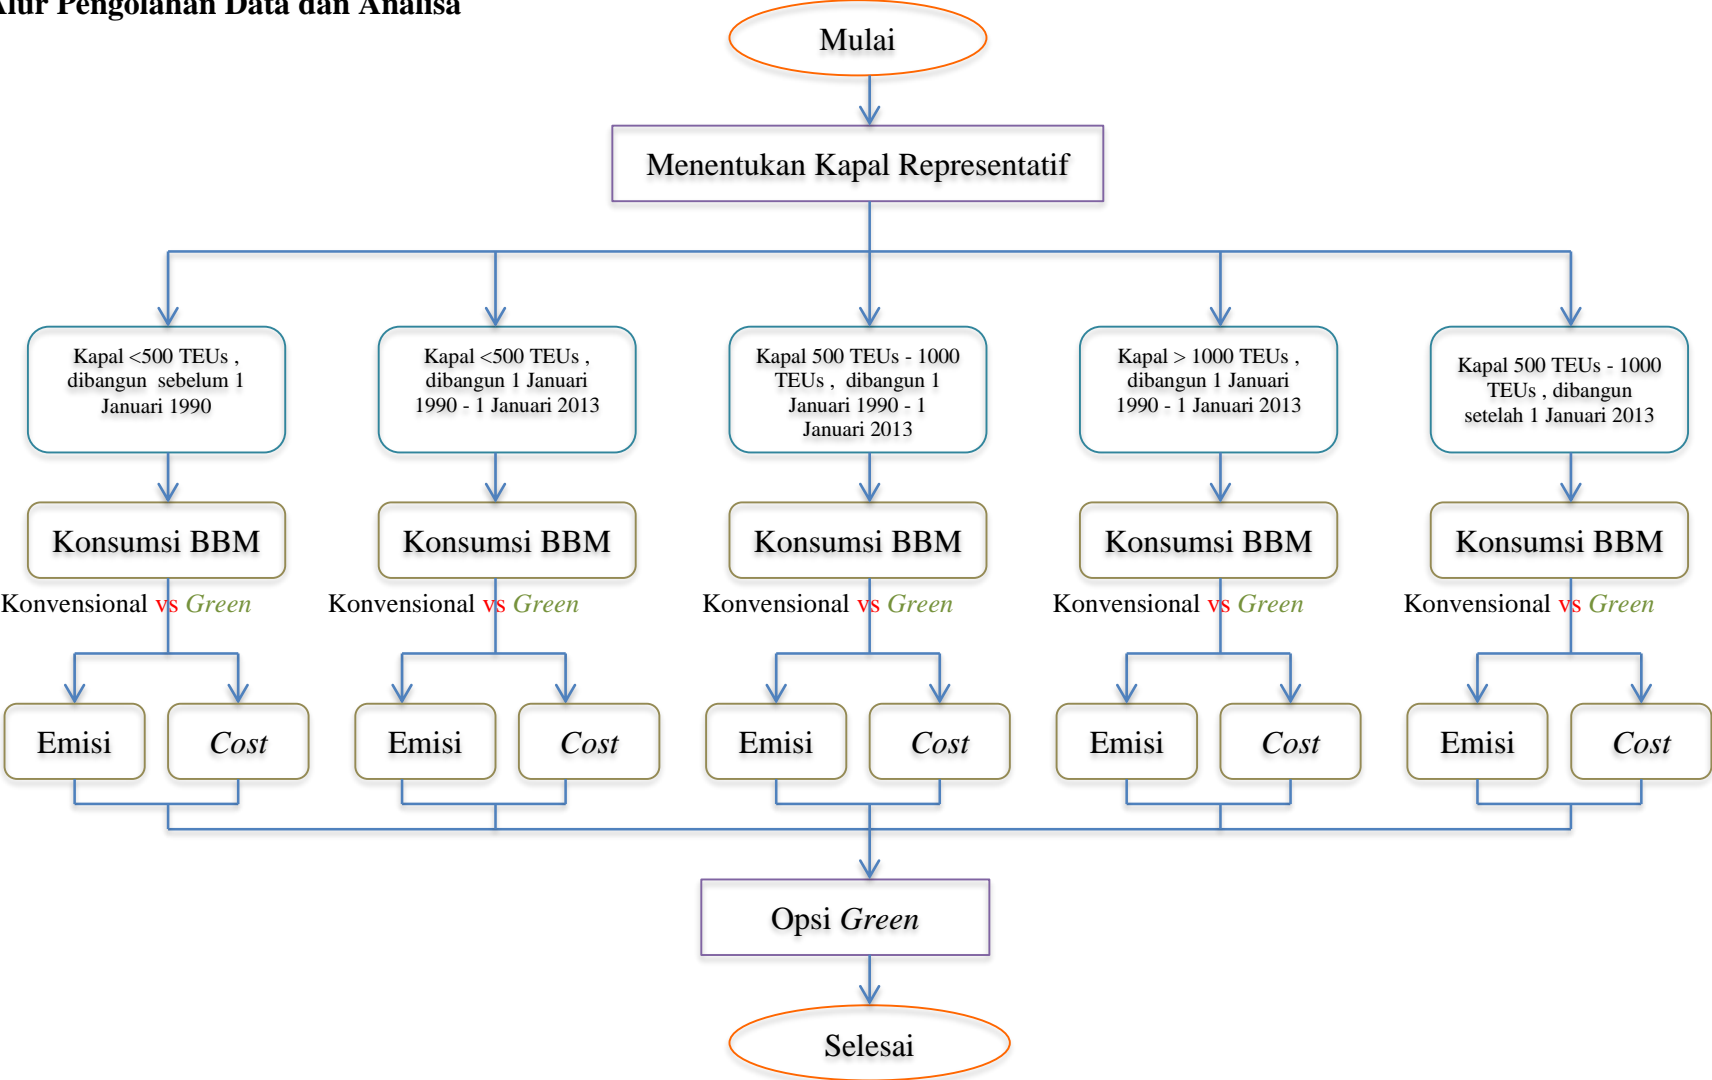 Alur Pengolahan Data dan Analisa
Mulai
Menentukan Kapal Representatif
Kapal <500 TEUs ,
dibangun sebelum 1
Januari 1990
Kapal <500 TEUs ,
dibangun 1 Januari
1990 - 1 Januari 2013
Kapal 500 TEUs - 1000
TEUs , dibangun 1
Januari 1990 - 1
Januari 2013
Kapal > 1000 TEUs ,
dibangun 1 Januari
1990 - 1 Januari 2013
Kapal 500 TEUs - 1000
TEUs , dibangun
setelah 1 Januari 2013
Konsumsi BBM
Konsumsi BBM
Konsumsi BBM
Konsumsi BBM
Konsumsi BBM
Konvensional vs Green
Konvensional vs Green
Konvensional vs Green
Konvensional vs Green
Konvensional vs Green
Emisi
Cost
Emisi
Cost
Emisi
Cost
Emisi
Cost
Emisi
Cost
Opsi Green
Selesai